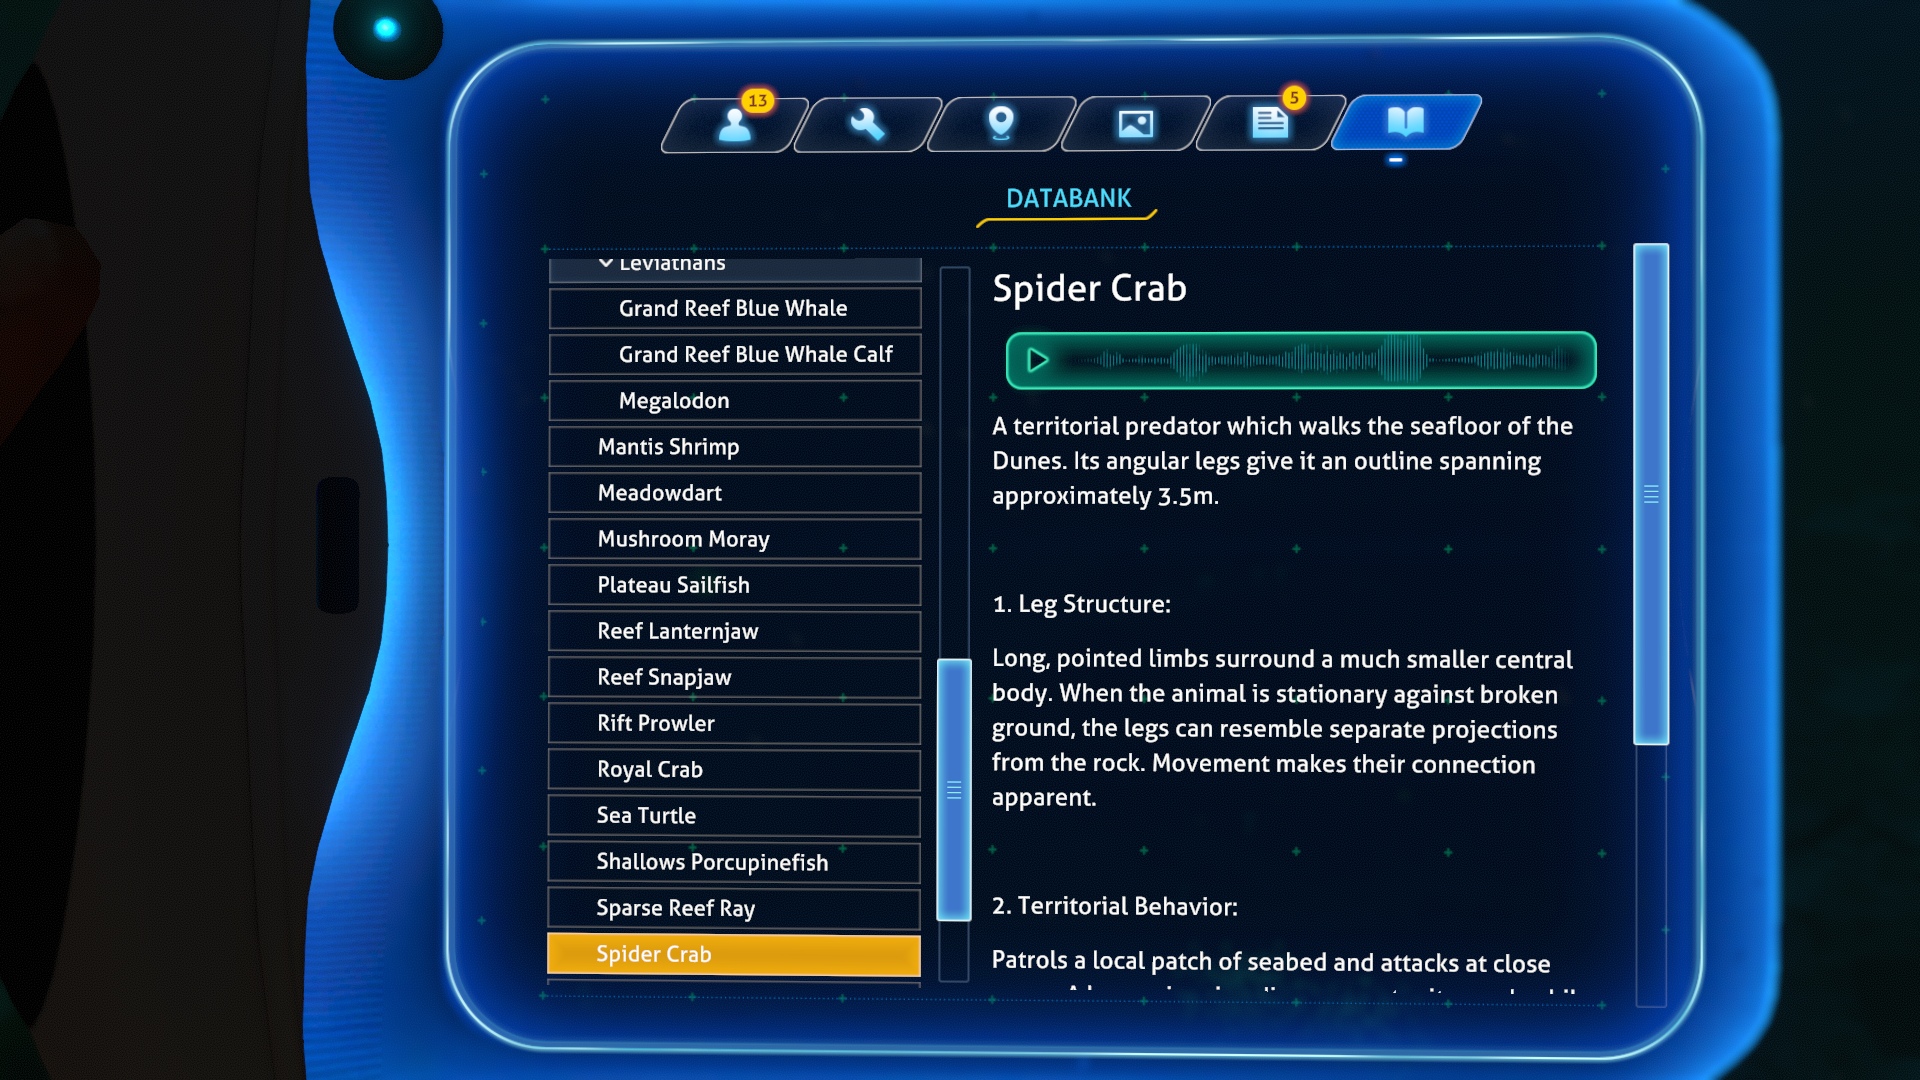 13
5
DATABANK
Leviathans
Grand Reef Blue Whale
Grand Reef Blue Whale Calf
Megalodon
Mantis Shrimp
Meadowdart
Mushroom Moray
Plateau Sailfish
Reef Lanternjaw
Reef Snapjaw
Rift Prowler
Royal Crab
Sea Turtle
Shallows Porcupinefish
Sparse Reef Ray
Spider Crab
Spider Crab
A territorial predator which walks the seafloor of the
Dunes. Its angular legs give it an outline spanning
approximately 3.5m.
1. Leg Structure:
Long, pointed limbs surround a much smaller central
body. When the animal is stationary against broken
ground, the legs can resemble separate projections
from the rock. Movement makes their connection
apparent.
2. Territorial Behavior:
Patrols a local patch of seabed and attacks at close